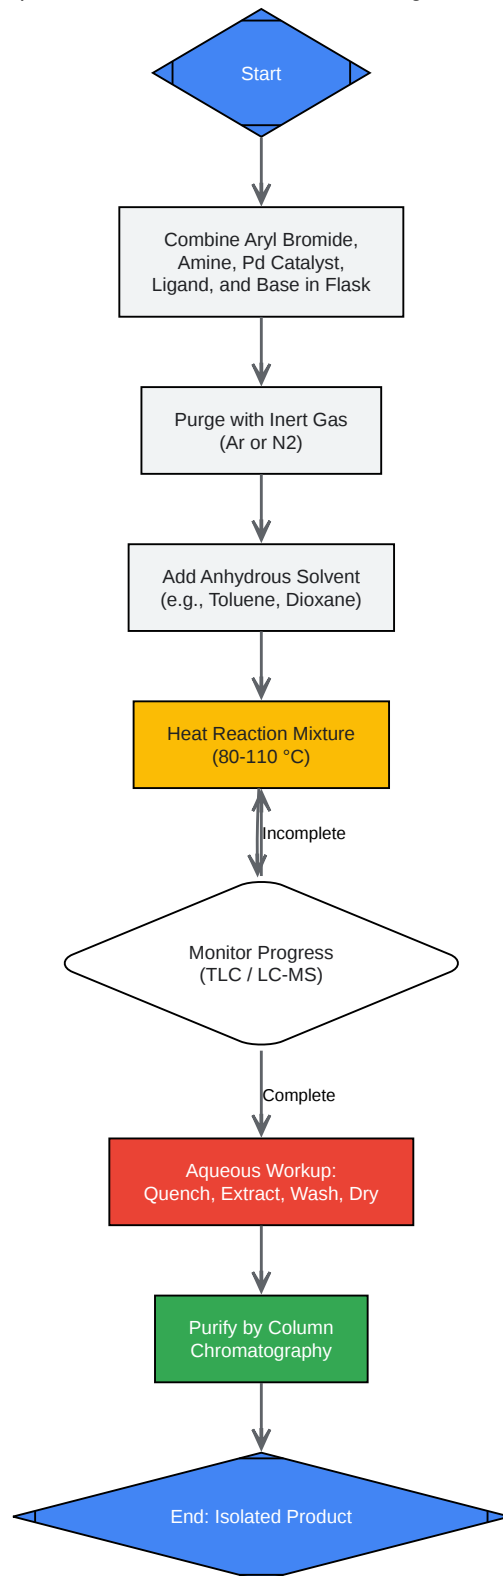 Start
Combine Aryl Bromide,
Amine, Pd Catalyst,
Ligand, and Base in Flask
Purge with Inert Gas
(Ar or N2)
Add Anhydrous Solvent
(e.g., Toluene, Dioxane)
Heat Reaction Mixture
(80-110 °C)
Incomplete
Monitor Progress
(TLC / LC-MS)
Complete
Aqueous Workup:
Quench, Extract, Wash, Dry
Purify by Column
Chromatography
End: Isolated Product